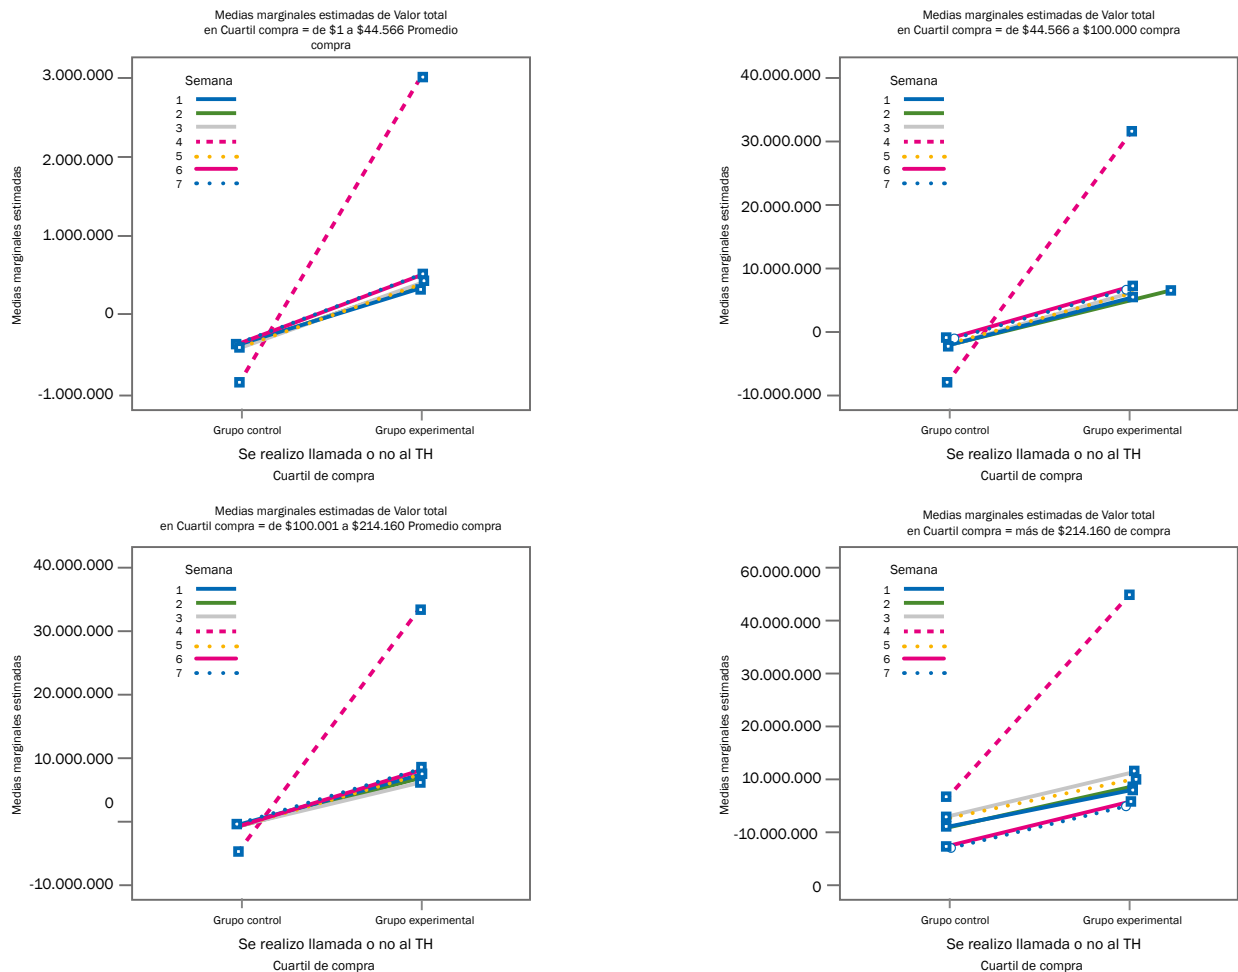 Medias marginales estimadas de Valor total
en Cuartil compra = de $1 a $44.566 Promedio
compra
3.000.000
2.000.000
1.000.000
0
-1.000.000
Medias marginales estimadas
Semana
1
2
3
4
5
6
7
Grupo control
Grupo experimental
Se realizo llamada o no al TH
Cuartil de compra
Medias marginales estimadas de Valor total
en Cuartil compra = de $44.566 a $100.000 compra
40.000.000
30.000.000
20.000.000
10.000.000
0
-10.000.000
Medias marginales estimadas
Semana
1
2
3
4
5
6
7
Grupo control
Grupo experimental
Se realizo llamada o no al TH
Cuartil de compra
Medias marginales estimadas de Valor total
en Cuartil compra = de $100.001 a $214.160 Promedio compra
40.000.000
30.000.000
20.000.000
10.000.000
0
-10.000.000
Medias marginales estimadas
Semana
1
2
3
4
5
6
7
Grupo control
Grupo experimental
Se realizo llamada o no al TH
Cuartil de compra
Medias marginales estimadas de Valor total
en Cuartil compra = más de $214.160 de compra
60.000.000
40.000.000
30.000.000
20.000.000
10.000.000
-10.000.000
0
Medias marginales estimadas
Semana
1
2
3
4
5
6
7
Grupo control
Grupo experimental
Se realizo llamada o no al TH
Cuartil de compra